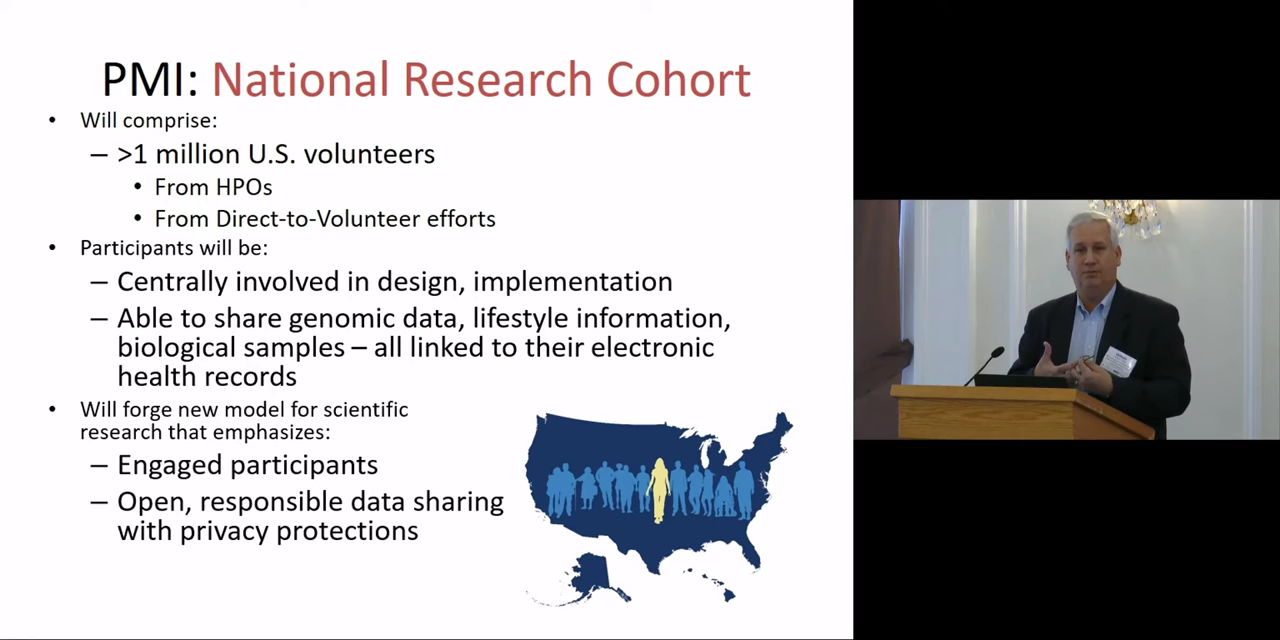 PMI: National Research Cohort
• Will comprise:
– >1 million U.S. volunteers
• From HPOs
• From Direct-to-Volunteer efforts
• Participants will be:
– Centrally involved in design, implementation
– Able to share genomic data, lifestyle information,
biological samples – all linked to their electronic
health records
• Will forge new model for scientific
research that emphasizes:
– Engaged participants
– Open, responsible data sharing
with privacy protections